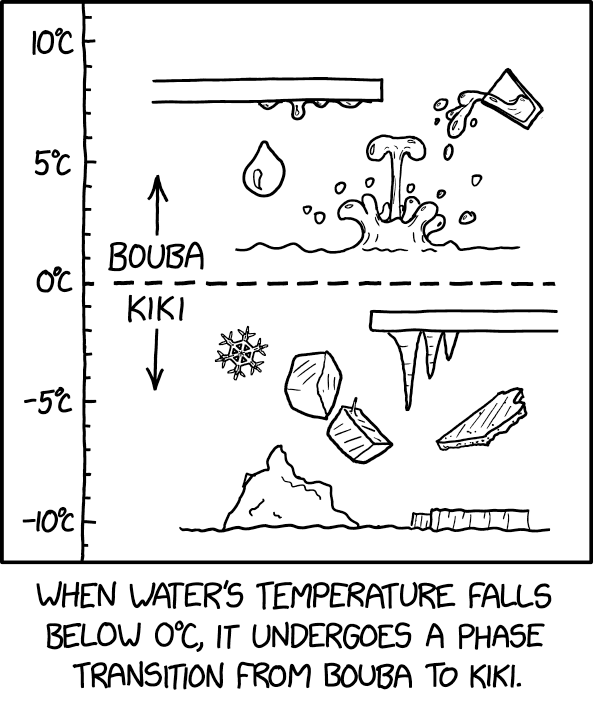 10°C
5°C
BOUBA
0°C
KIKI
-5°C
-10°C
WHEN WATER'S TEMPERATURE FALLS
BELOW 0°C, IT UNDERGOES A PHASE
TRANSITION FROM BOUBA TO KIKI.